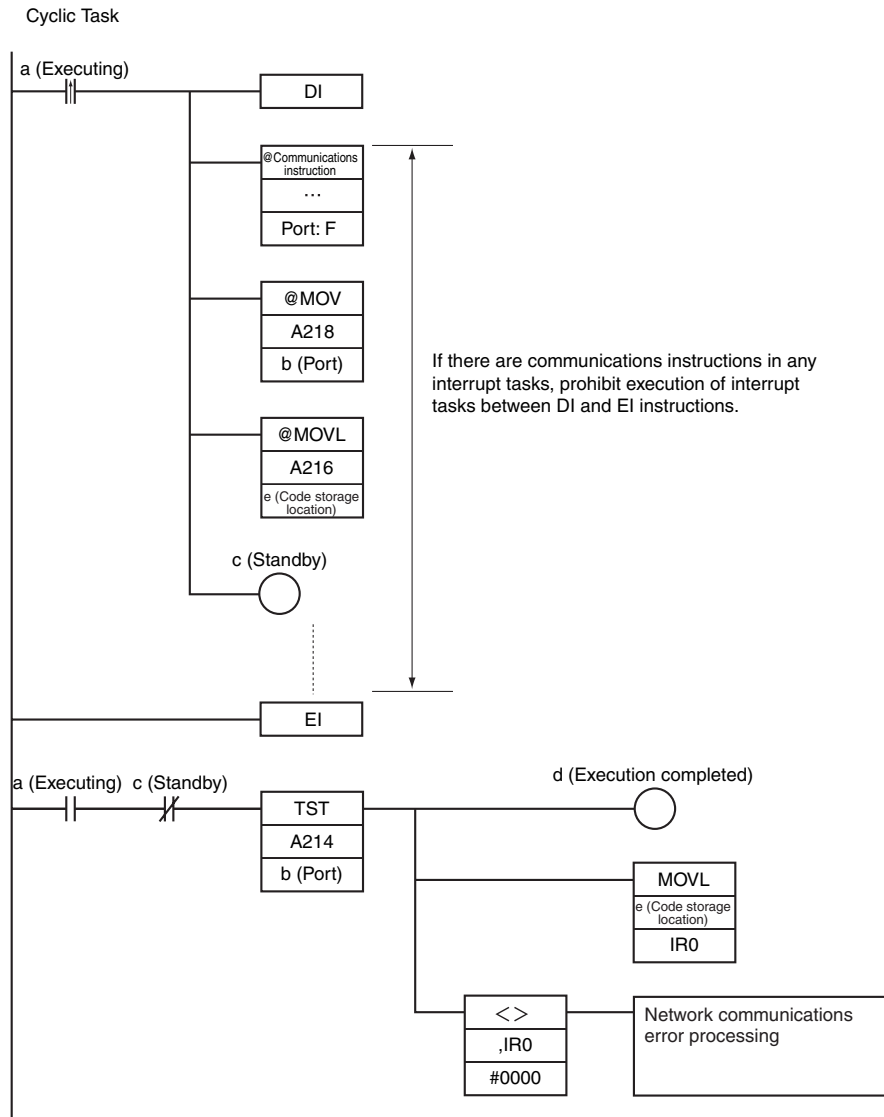 Cyclic Task
a (Executing)
DI
@Communications
instruction
...
Port: F
@MOV
A218
b (Port)
If there are communications instructions in any
interrupt tasks, prohibit execution of interrupt
tasks between DI and EI instructions.
@MOVL
A216
e (Code storage
location)
c (Standby)
EI
a (Executing) c (Standby)
d (Execution completed)
TST
A214
b (Port)
MOVL
e (Code storage
location)
IR0
<>
,IR0
#0000
Network communications
error processing